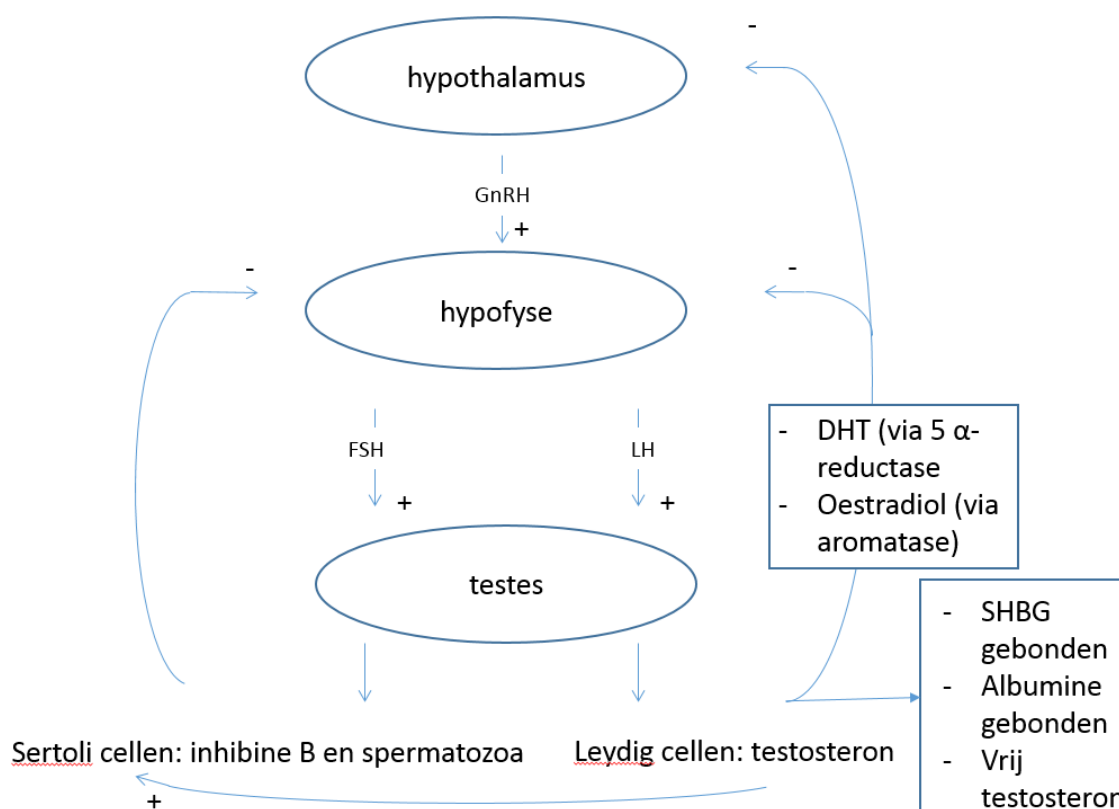 -
hypothalamus
GnRH
+
-
-
hypofyse
FSH
LH
+
+
- DHT (via 5 α-
reductase
- Oestradiol (via
aromatase)
testes
- SHBG
gebonden
- Albumine
gebonden
- Vrij
testosteron
Sertoli cellen: inhibine B en spermatozoa
Leydig cellen: testosteron
+